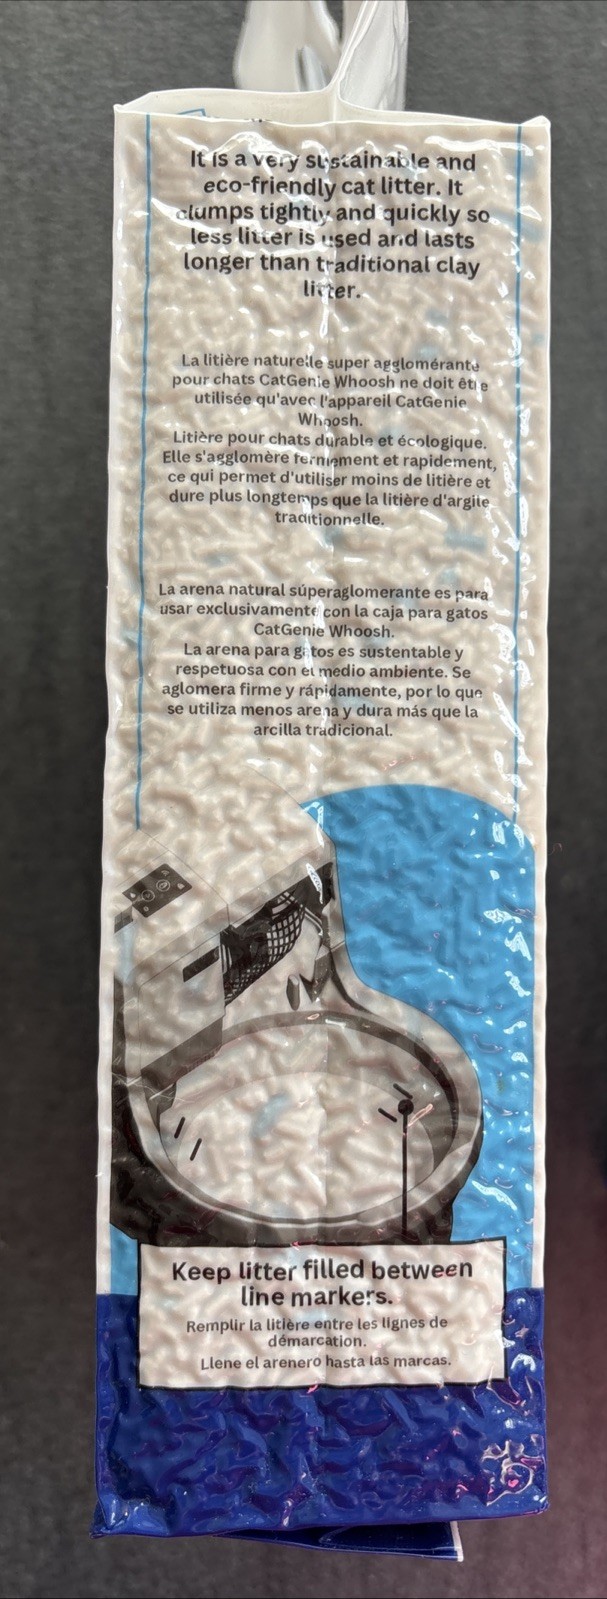 It is a very sustainable and
eco-friendly cat litter. It
clumps tightly and quickly so
less litter is used and lasts
longer than traditional clay
litter.
La litière naturelle super agglomérante
pour chats CatGenie Whoosh ne doit être
utilisée qu'avec l'appareil CatGenie
Whoosh.
Litière pour chats durable et écologique.
Elle s'agglomère fermement et rapidement,
ce qui permet d'utiliser moins de litière et
dure plus longtemps que la litière d'argile
traditionnelle.
La arena natural súperaglomerante es para
usar exclusivamente con la caja para gatos
CatGenie Whoosh.
La arena para gatos es sustentable y
respetuosa con el medio ambiente. Se
aglomera firme y rápidamente, por lo que
se utiliza menos arena y dura más que la
arcilla tradicional.
Keep litter filled between
line markers.
Remplir la litière entre les lignes de
démarcation.
Llene el arenero hasta las marcas.